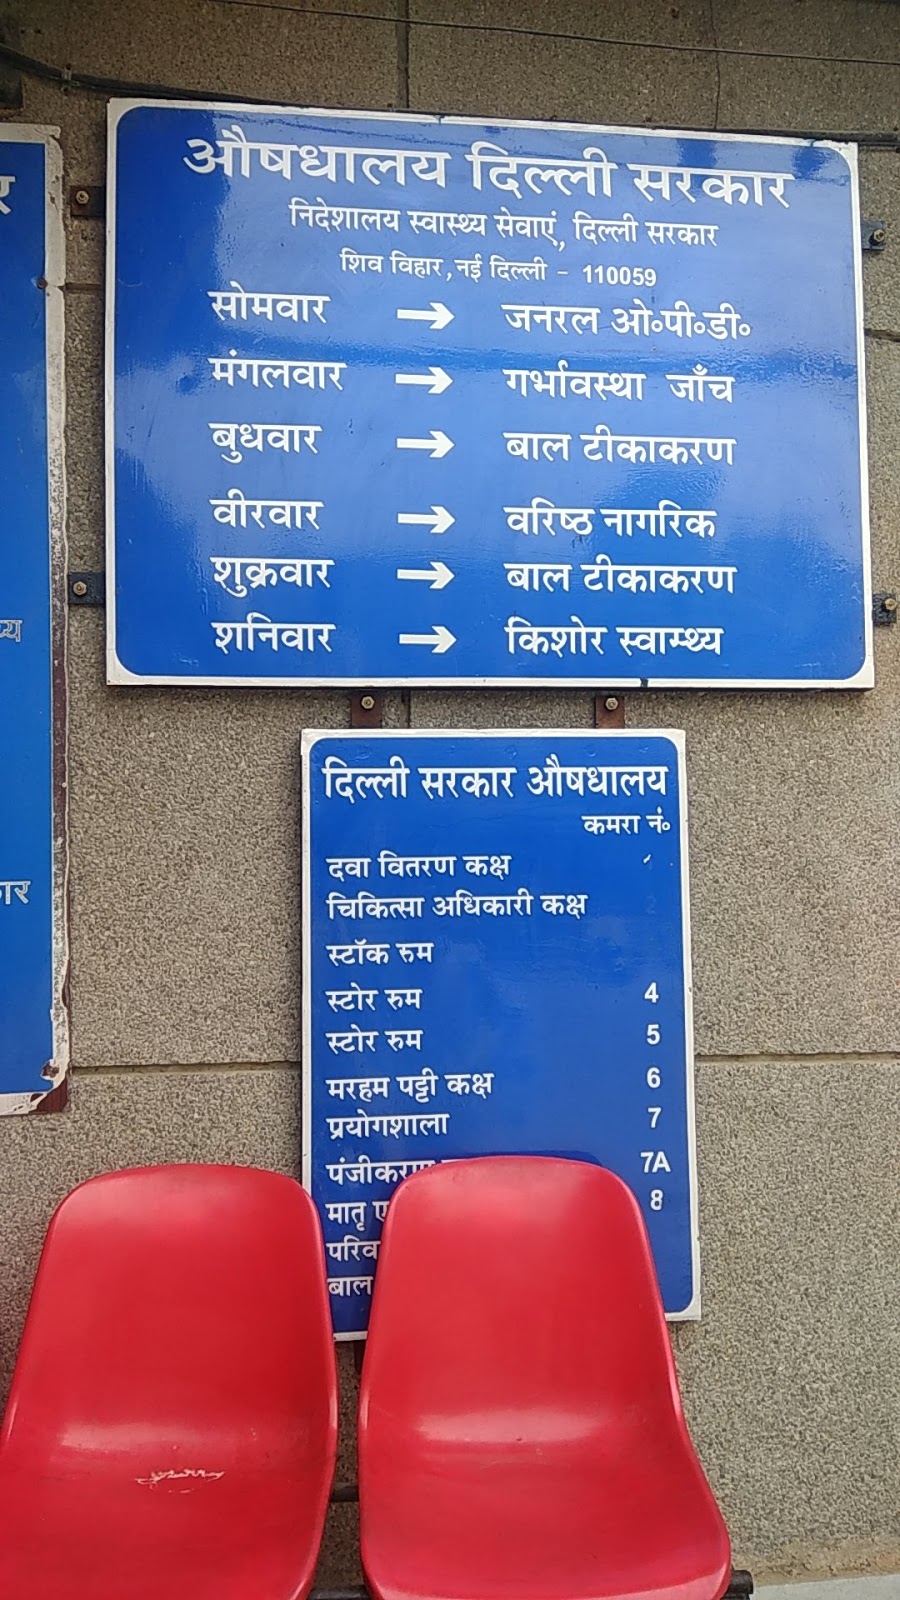 औषधालय दिल्ली सरकार
निदेशालय स्वास्थ्य सेवाएं, दिल्ली सरकार
शिव विहार, नई दिल्ली - 110059
सोमवार → जनरल ओ॰पी॰डी॰
मंगलवार → गर्भावस्था जाँच
बुधवार → बाल टीकाकरण
वीरवार → वरिष्ठ नागरिक
शुक्रवार → बाल टीकाकरण
शनिवार → किशोर स्वास्थ्य
दिल्ली सरकार औषधालय
कमरा नं॰
दवा वितरण कक्ष
चिकित्सा अधिकारी कक्ष
स्टॉक रुम
स्टोर रुम 4
स्टोर रुम 5
मरहम पट्टी कक्ष 6
प्रयोगशाला 7
7A
मातृ 8
बाल